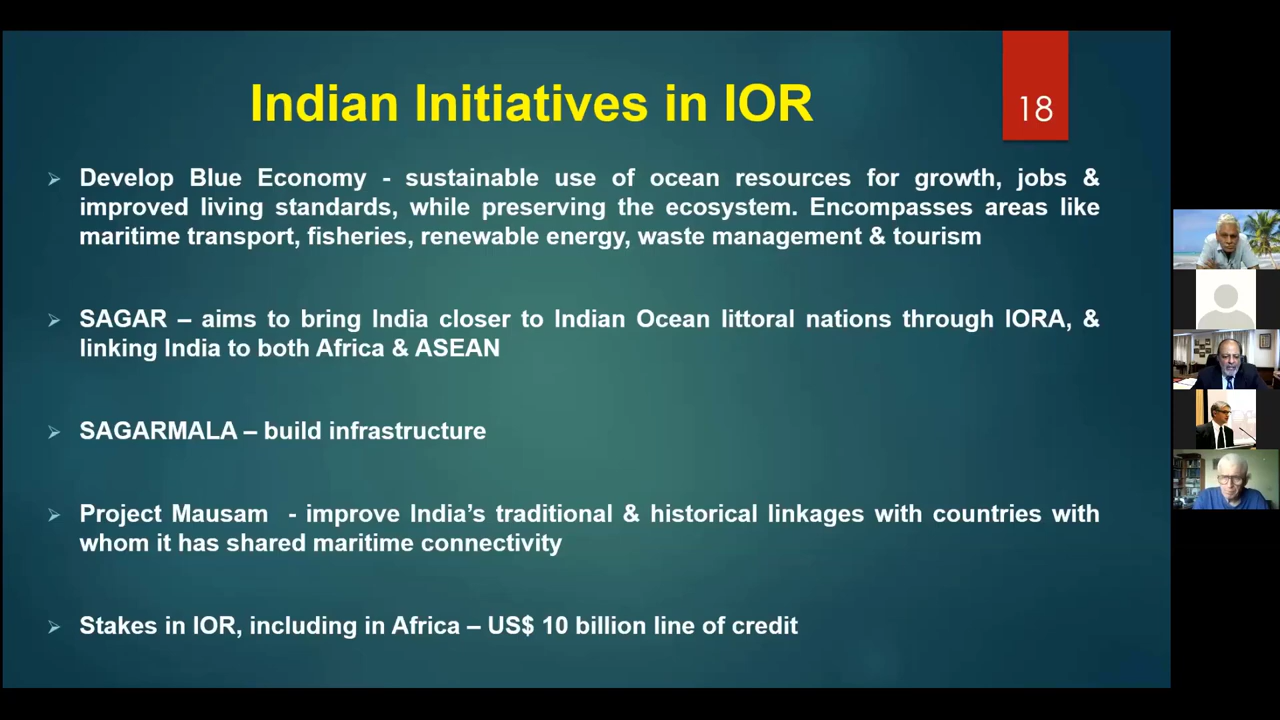 Indian Initiatives in IOR
18
Develop Blue Economy - sustainable use of ocean resources for growth, jobs &
improved living standards, while preserving the ecosystem. Encompasses areas like
maritime transport, fisheries, renewable energy, waste management & tourism
SAGAR – aims to bring India closer to Indian Ocean littoral nations through IORA, &
linking India to both Africa & ASEAN
SAGARMALA – build infrastructure
Project Mausam - improve India’s traditional & historical linkages with countries with
whom it has shared maritime connectivity
Stakes in IOR, including in Africa – US$ 10 billion line of credit